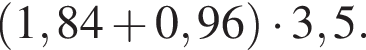 (1,84 + 0,96) · 3,5.